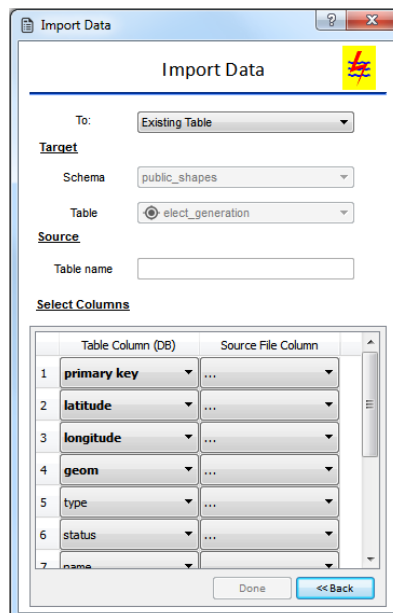 Import Data
?
x
Import Data
To: Existing Table
Target
Schema public_shapes
Table elect_generation
Source
Table name
Select Columns
Table Column (DB) Source File Column
1 primary key ...
2 latitude ...
3 longitude ...
4 geom ...
5 type ...
6 status ...
7 name
Done <<Back